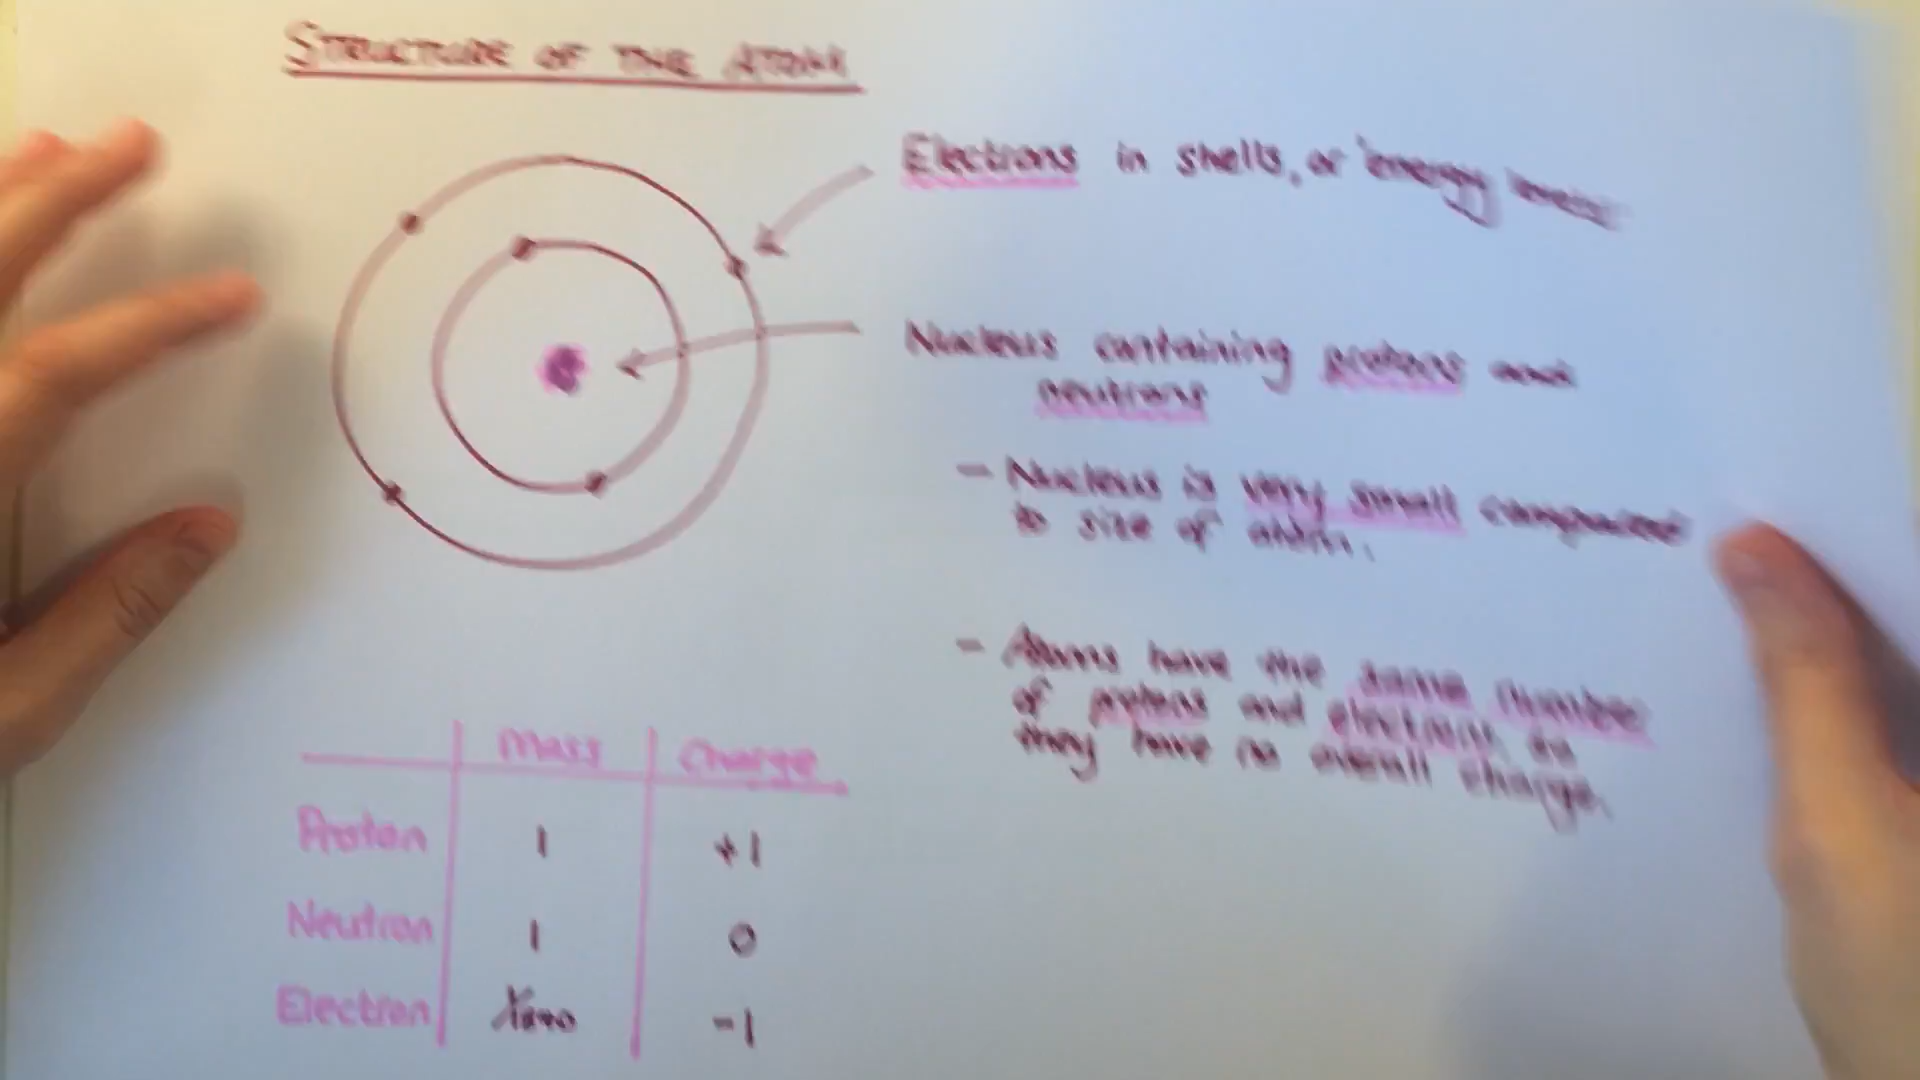 STRUCTURE OF THE ATOM
Electrons in shells, or 'energy levels'
Nucleus containing protons and
neutrons
- Nucleus is very small compared
to size of atom.
- Atoms have the same number
of protons and electrons so
they have no overall charge.
Mass Charge
Proton 1 +1
Neutron 1 0
Electron -1